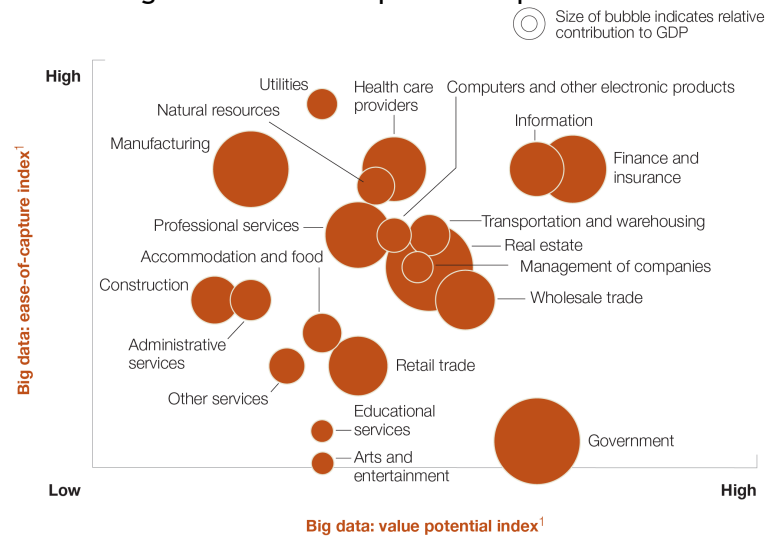 Size of bubble indicates relative
contribution to GDP
High
Utilities
Health care
providers
Computers and other electronic products
Natural resources
Information
Manufacturing
Finance and
insurance
Professional services
Transportation and warehousing
Real estate
Accommodation and food
Management of companies
Construction
Wholesale trade
Administrative
services
Retail trade
Other services
Educational
services
Government
Arts and
entertainment
Big data: ease-of-capture index1
Low
High
Big data: value potential index1